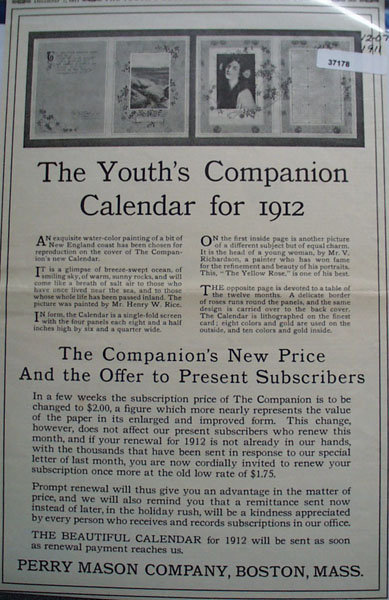 12-07
1911
37178
The Youth's Companion
Calendar for 1912
AN exquisite water-color painting of a bit of
New England coast has been chosen for
reproduction on the cover of The Compan-
ion's new Calendar.
IT is a glimpse of breeze-swept ocean, of
smiling sky, of warm, sunny rocks, and will
come like a breath of salt air to those who
have once lived near the sea, and to those
whose whole life has been passed inland. The
picture was painted by Mr. Henry W. Rice.
IN form, the Calendar is a single-fold screen
with the four panels each eight and a half
inches high by six and a quarter wide.
ON the first inside page is another picture
of a different subject but of equal charm.
It is the head of a young woman, by Mr. V.
Richardson, a painter who has won fame
for the refinement and beauty of his portraits.
This, "The Yellow Rose," is one of his best.
THE opposite page is devoted to a table of
the twelve months. A delicate border
of roses runs round the panels, and the same
design is carried over to the back cover.
The Calendar is lithographed on the finest
card; eight colors and gold are used on the
outside, and ten colors and gold inside.
The Companion's New Price
And the Offer to Present Subscribers
In a few weeks the subscription price of The Companion is to be
changed to $2.00, a figure which more nearly represents the value
of the paper in its enlarged and improved form. This change,
however, does not affect our present subscribers who renew this
month, and if your renewal for 1912 is not already in our hands,
with the thousands that have been sent in response to our special
letter of last month, you are now cordially invited to renew your
subscription once more at the old low rate of $1.75.
Prompt renewal will thus give you an advantage in the matter of
price, and we will also remind you that a remittance sent now
instead of later, in the holiday rush, will be a kindness appreciated
by every person who receives and records subscriptions in our office.
THE BEAUTIFUL CALENDAR for 1912 will be sent as soon
as renewal payment reaches us.
PERRY MASON COMPANY, BOSTON, MASS.